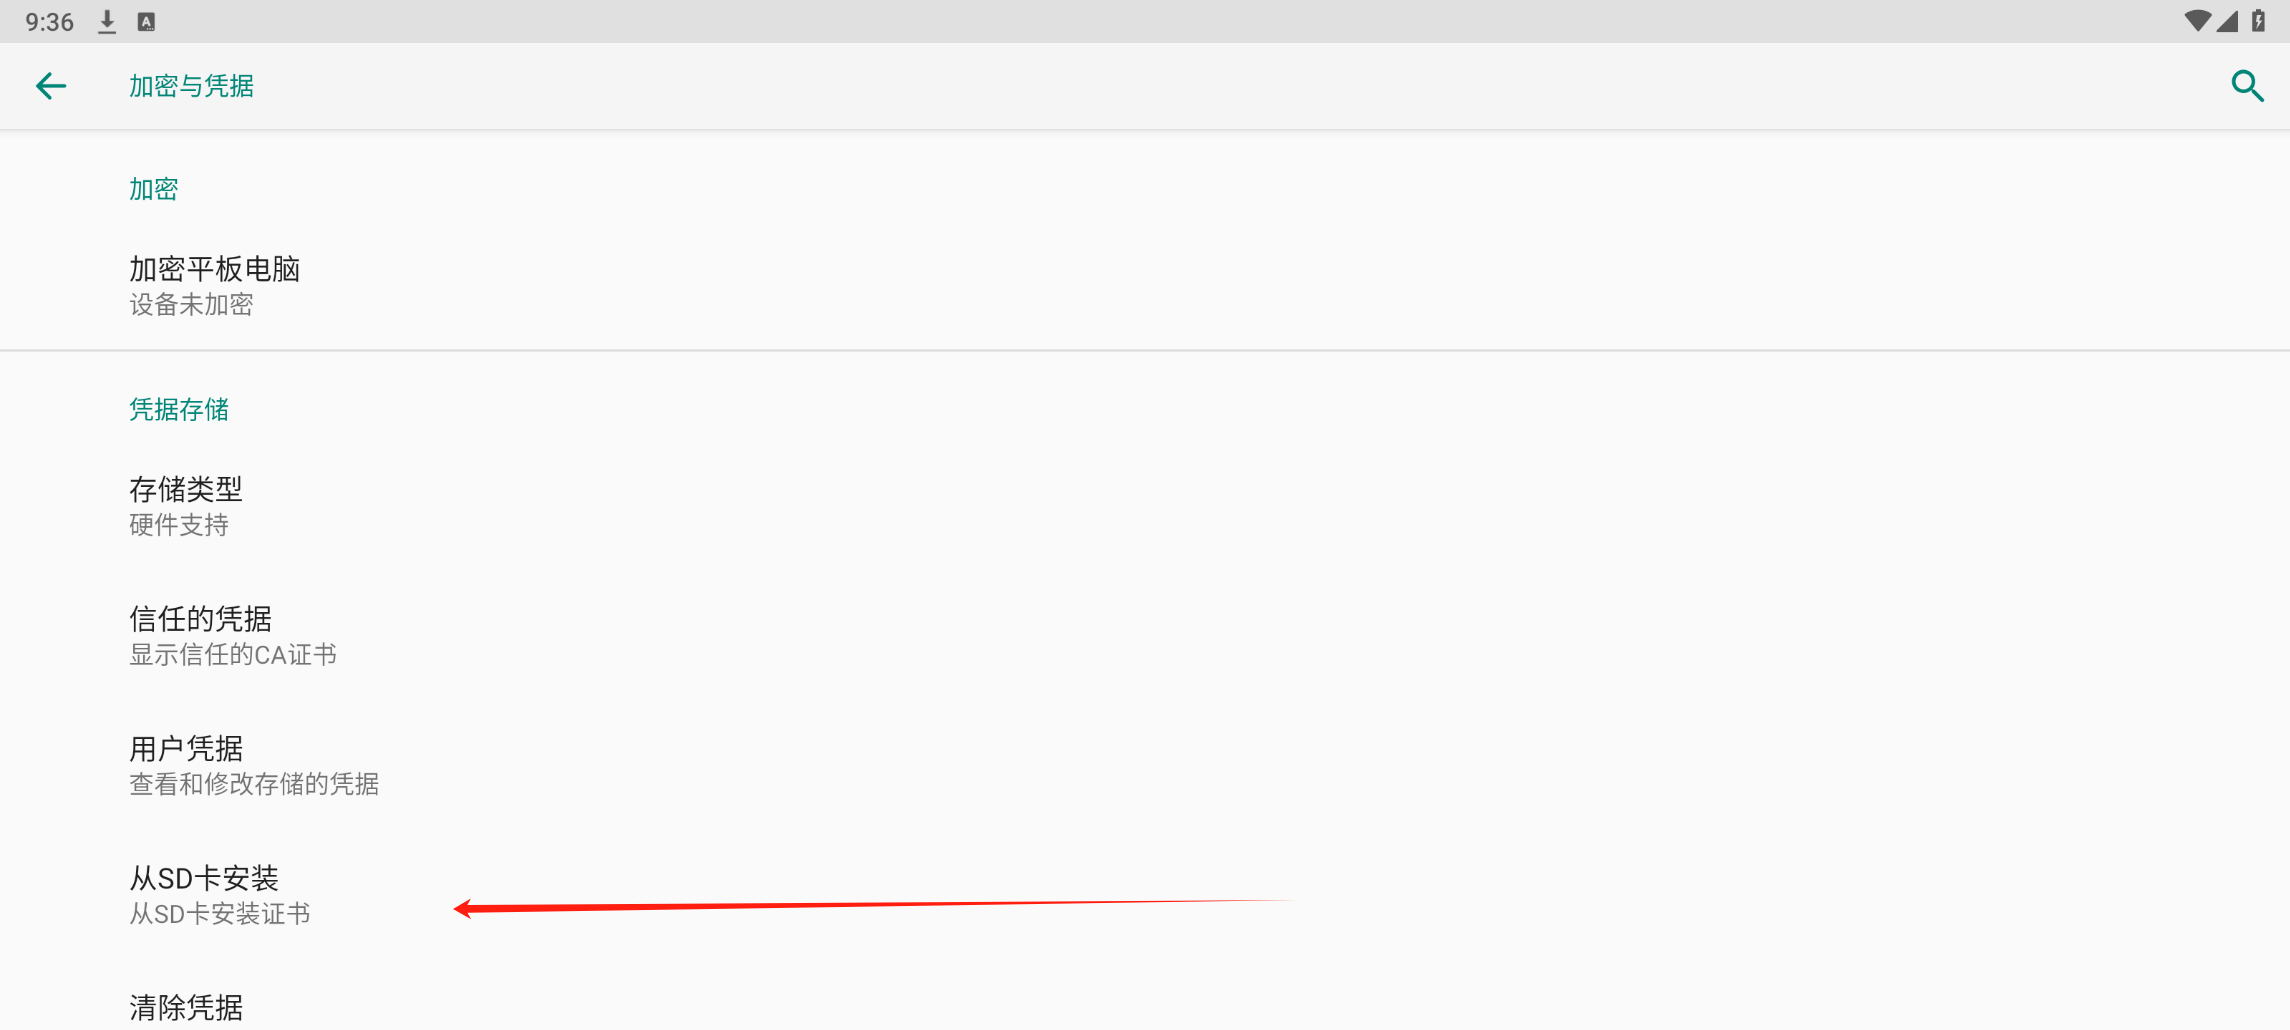 9:36
加密与凭据
加密
加密平板电脑
设备未加密
凭据存储
存储类型
硬件支持
信任的凭据
显示信任的CA证书
用户凭据
查看和修改存储的凭据
从SD卡安装
从SD卡安装证书
清除凭据